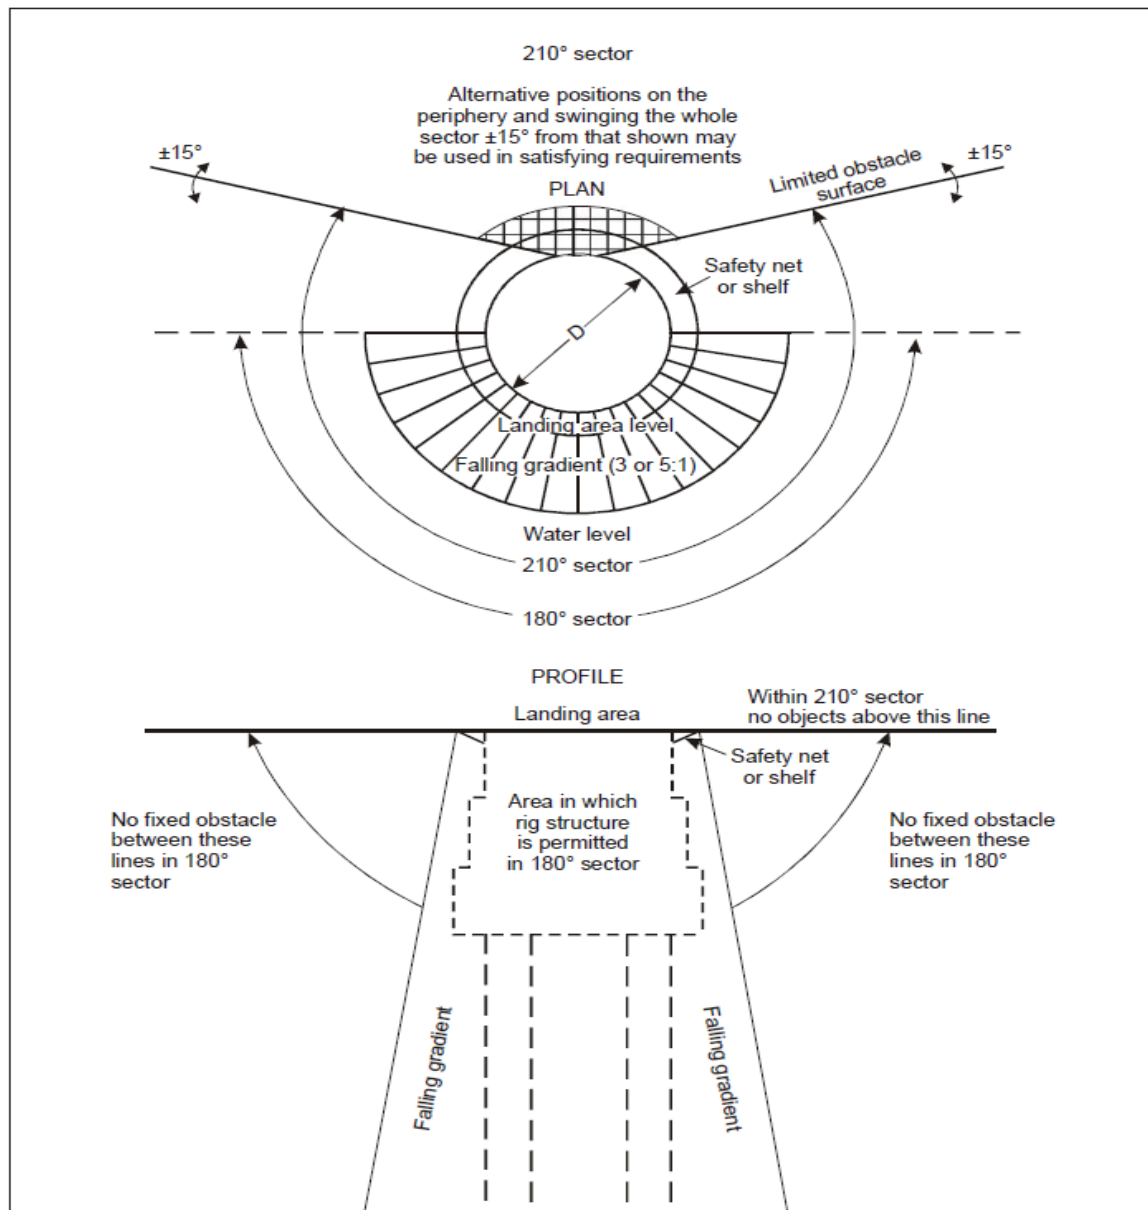 210° sector
Alternative positions on the
periphery and swinging the whole
sector ±15° from that shown may
be used in satisfying requirements
±15°
±15°
PLAN
Limited obstacle
surface
Safety net
or shelf
D
Landing area level
Falling gradient (3 or 5:1)
Water level
210° sector
180° sector
PROFILE
Landing area
Within 210° sector
no objects above this line
Safety net
or shelf
Area in which
rig structure
is permitted
in 180° sector
No fixed obstacle
between these
lines in 180°
sector
No fixed obstacle
between these
lines in 180°
sector
Falling gradient
Falling gradient